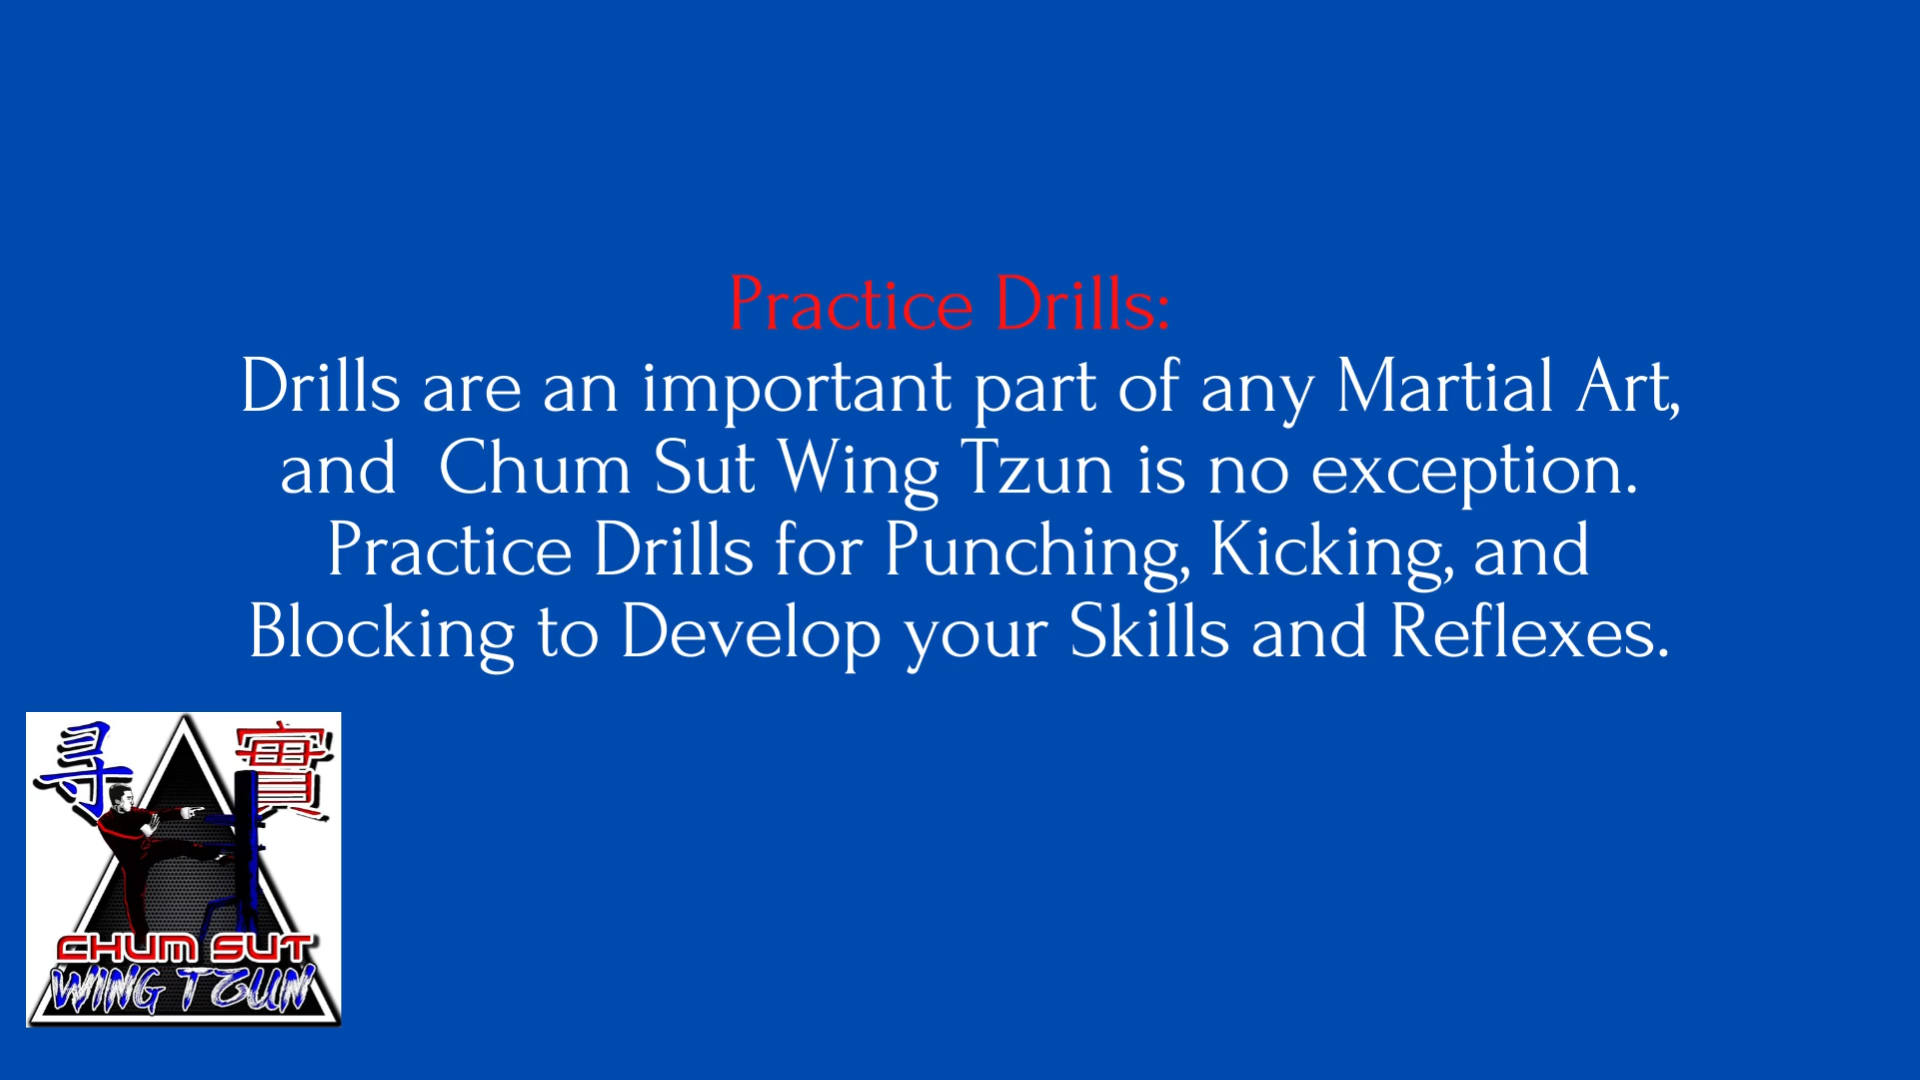 Practice Drills:
Drills are an important part of any Martial Art,
and  Chum Sut Wing Tzun is no exception.
Practice Drills for Punching, Kicking, and
Blocking to Develop your Skills and Reflexes.
尋 實
CHUM SUT
WING TZUN